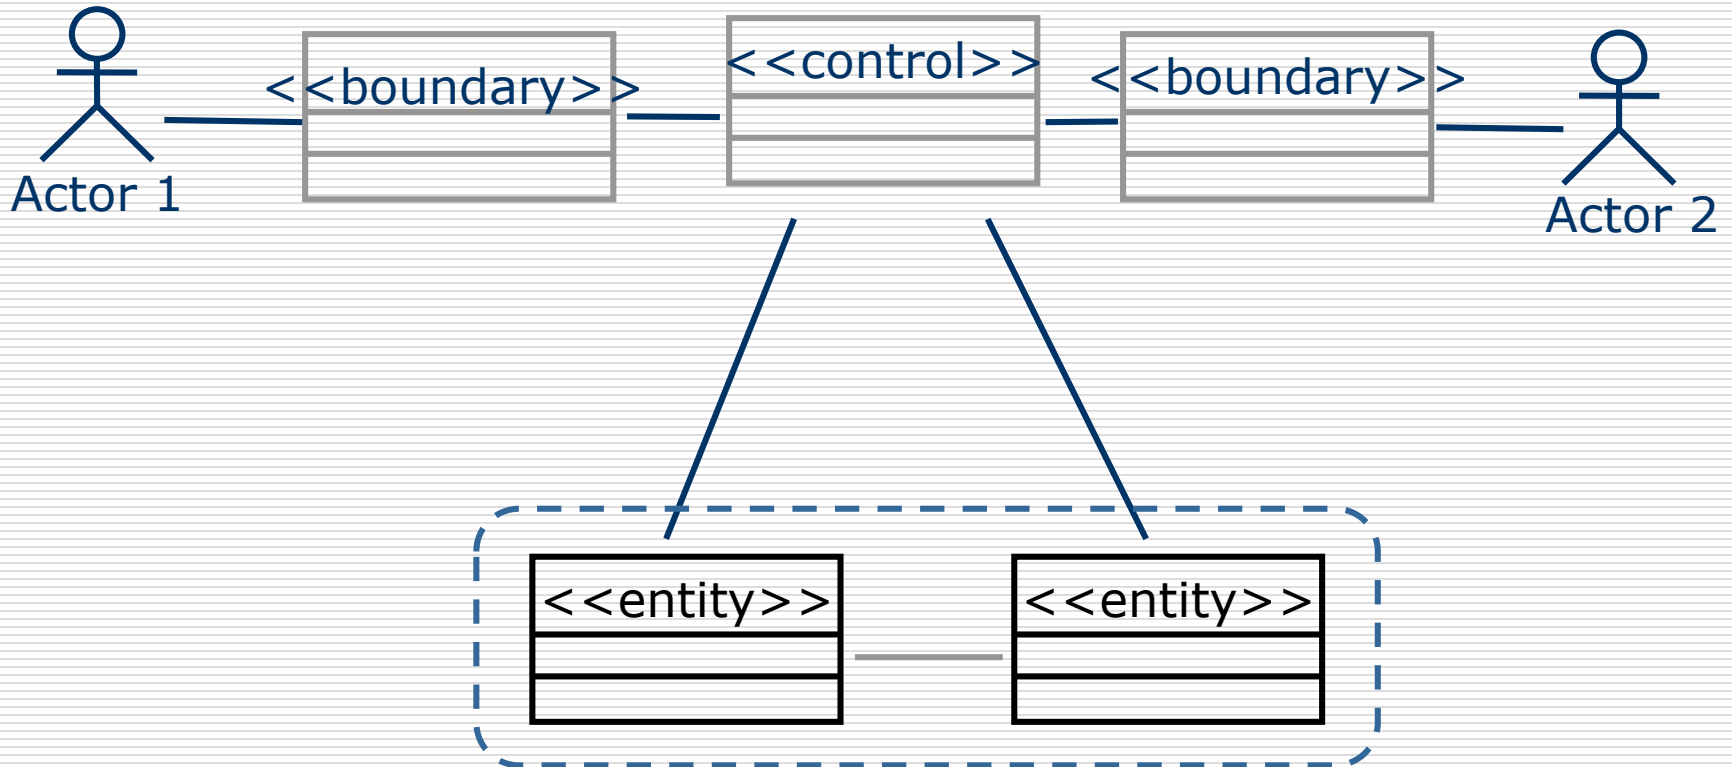 <<boundary>>
<<control>>
<<boundary>>
Actor 1
Actor 2
<<entity>>
<<entity>>